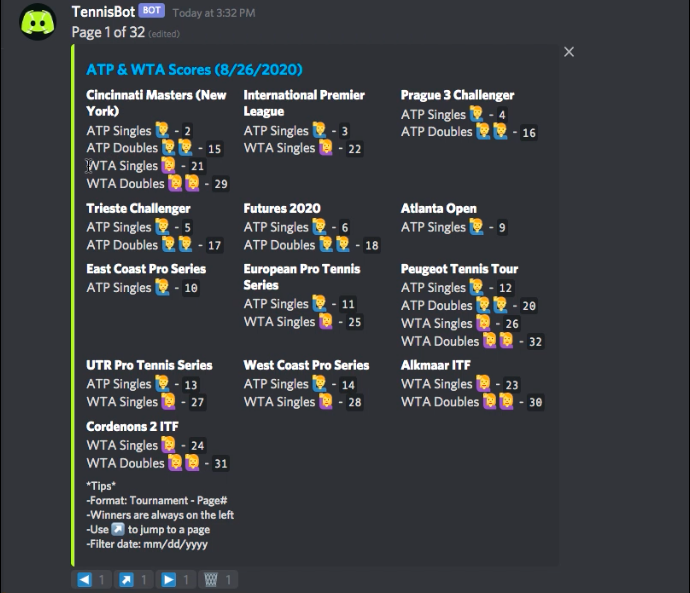 TennisBot BOT Today at 3:32 PM
Page 1 of 32 (edited)
ATP & WTA Scores (8/26/2020)
Cincinnati Masters (New
York)
ATP Singles 🙋‍♂️ - 2
ATP Doubles 🙋‍♂️🙋‍♂️ - 15
WTA Singles 🙋‍♀️ - 21
WTA Doubles 🙋‍♀️🙋‍♀️ - 29
International Premier
League
ATP Singles 🙋‍♂️ - 3
WTA Singles 🙋‍♀️ - 22
Prague 3 Challenger
ATP Singles 🙋‍♂️ - 4
ATP Doubles 🙋‍♂️🙋‍♂️ - 16
Trieste Challenger
ATP Singles 🙋‍♂️ - 5
ATP Doubles 🙋‍♂️🙋‍♂️ - 17
Futures 2020
ATP Singles 🙋‍♂️ - 6
ATP Doubles 🙋‍♂️🙋‍♂️ - 18
Atlanta Open
ATP Singles 🙋‍♂️ - 9
East Coast Pro Series
ATP Singles 🙋‍♂️ - 10
European Pro Tennis
Series
ATP Singles 🙋‍♂️ - 11
WTA Singles 🙋‍♀️ - 25
Peugeot Tennis Tour
ATP Singles 🙋‍♂️ - 12
ATP Doubles 🙋‍♂️🙋‍♂️ - 20
WTA Singles 🙋‍♀️ - 26
WTA Doubles 🙋‍♀️🙋‍♀️ - 32
UTR Pro Tennis Series
ATP Singles 🙋‍♂️ - 13
WTA Singles 🙋‍♀️ - 27
West Coast Pro Series
ATP Singles 🙋‍♂️ - 14
WTA Singles 🙋‍♀️ - 28
Alkmaar ITF
WTA Singles 🙋‍♀️ - 23
WTA Doubles 🙋‍♀️🙋‍♀️ - 30
Cordenons 2 ITF
WTA Singles 🙋‍♀️ - 24
WTA Doubles 🙋‍♀️🙋‍♀️ - 31
*Tips*
-Format: Tournament - Page#
-Winners are always on the left
-Use ↗️ to jump to a page
-Filter date: mm/dd/yyyy
◀️ 1 ↗️ 1 ▶️ 1 🗑️ 1